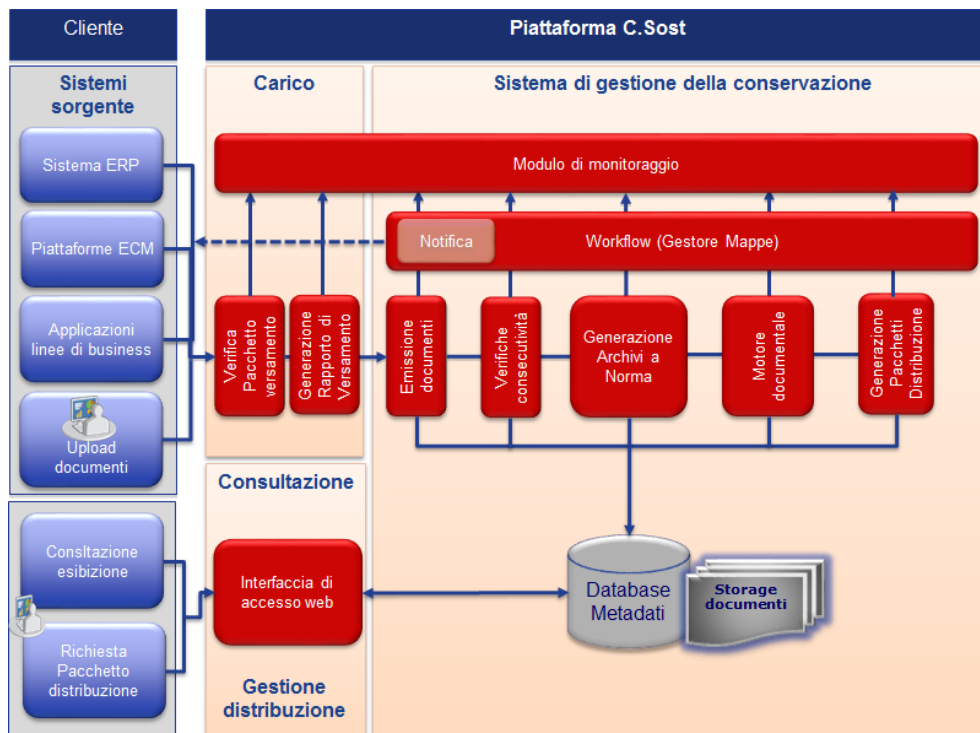 Cliente
Piattaforma C.Sost
Sistemi
sorgente
Carico
Sistema di gestione della conservazione
Sistema ERP
Modulo di monitoraggio
Piattaforme ECM
Notifica
Workflow (Gestore Mappe)
Applicazioni
linee di business
Verifica
Pacchetto
versamento
Generazione
Rapporto di
Versamento
Emissione
documenti
Verifiche
consecutività
Generazione
Archivi a
Norma
Motore
documentale
Generazione
Pacchetti
Distribuzione
Upload
documenti
Consultazione
Consltazione
esibizione
Interfaccia di
accesso web
Database
Metadati
Storage
documenti
Richiesta
Pacchetto
distribuzione
Gestione
distribuzione